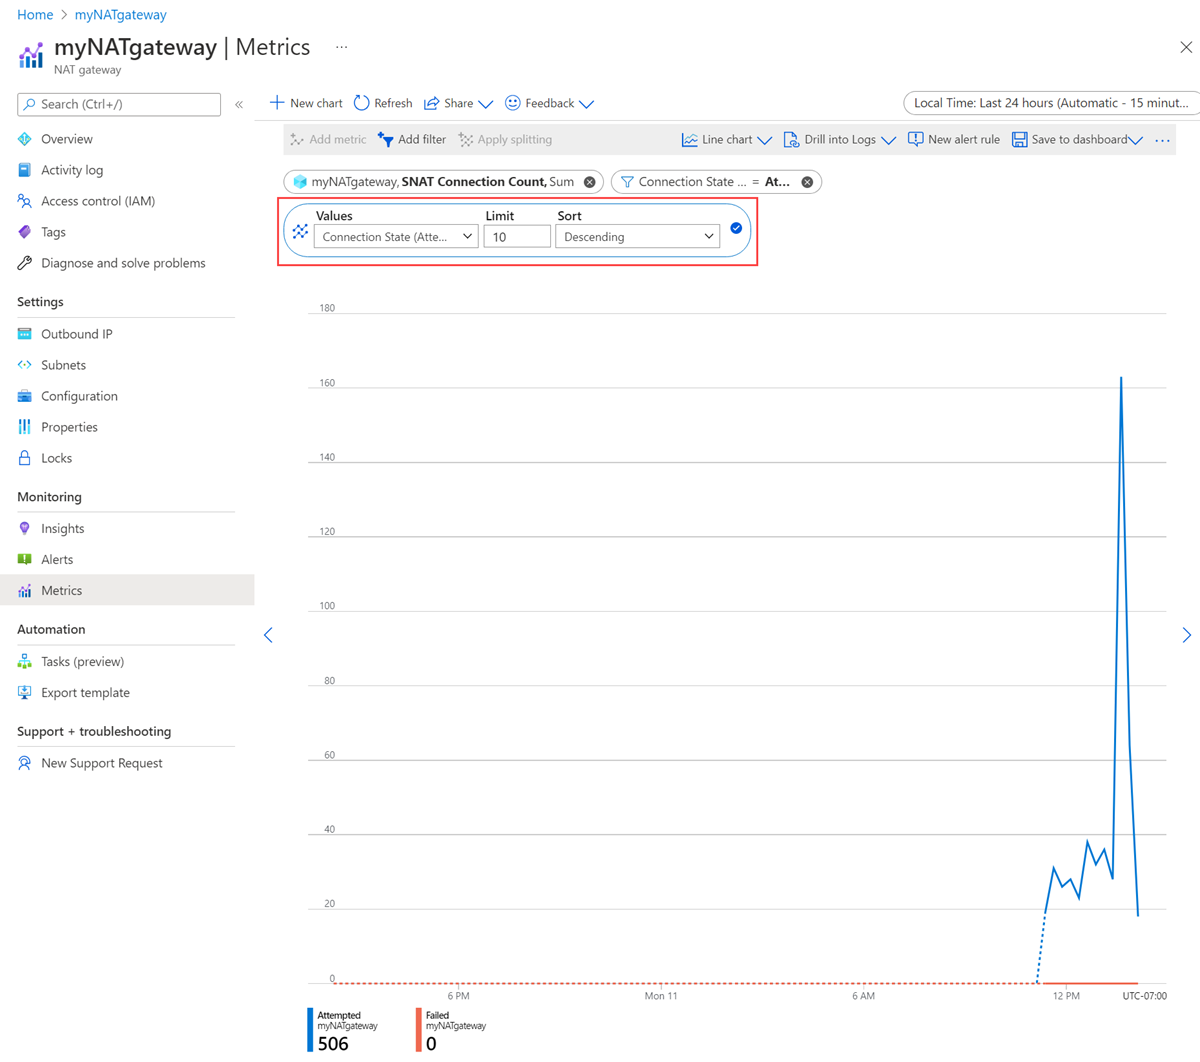 Home > myNATgateway
myNATgateway | Metrics ...
NAT gateway
Search (Ctrl+/)
«
New chart Refresh Share Feedback
Local Time: Last 24 hours (Automatic - 15 minut...
Add metric Add filter Apply splitting Line chart Drill into Logs New alert rule Save to dashboard ...
myNATgateway, SNAT Connection Count, Sum
Connection State ... = At...
Values Limit Sort
Connection State (Atte... 10 Descending
Overview
Activity log
Access control (IAM)
Tags
Diagnose and solve problems
Settings
Outbound IP
Subnets
Configuration
Properties
Locks
Monitoring
Insights
Alerts
Metrics
Automation
Tasks (preview)
Export template
Support + troubleshooting
New Support Request
180
160
140
120
100
80
60
40
20
0
6 PM Mon 11 6 AM 12 PM UTC-07:00
Attempted
myNATgateway
506
Failed
myNATgateway
0